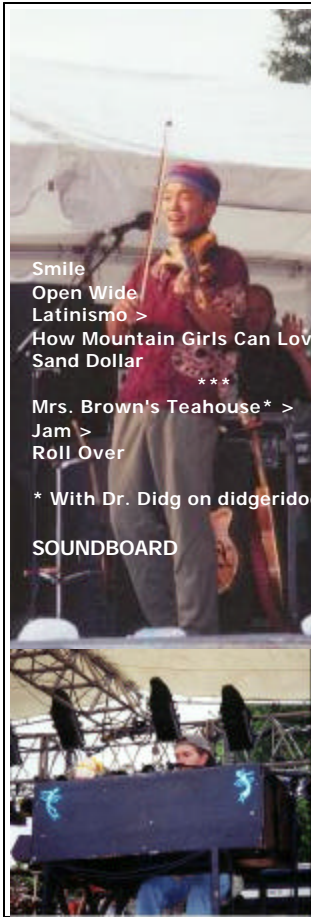 Smile
Open Wide
Latinismo >
How Mountain Girls Can Lov
Sand Dollar
***
Mrs. Brown's Teahouse* >
Jam >
Roll Over
* With Dr. Didg on didgeridoo
SOUNDBOARD